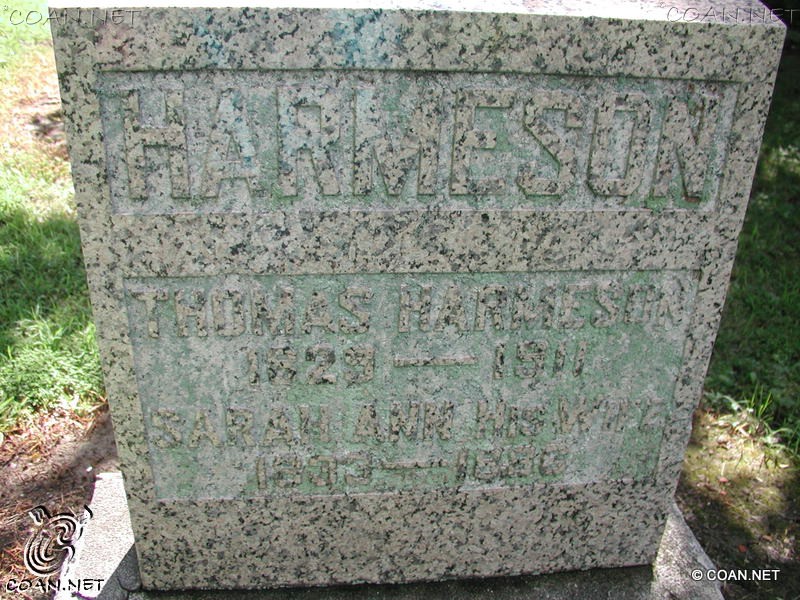 COAN.NET
COAN.NET
HARMESON
THOMAS HARMESON
1829 — 1911
SARAH ANN HIS WIFE
COAN.NET
© COAN.NET